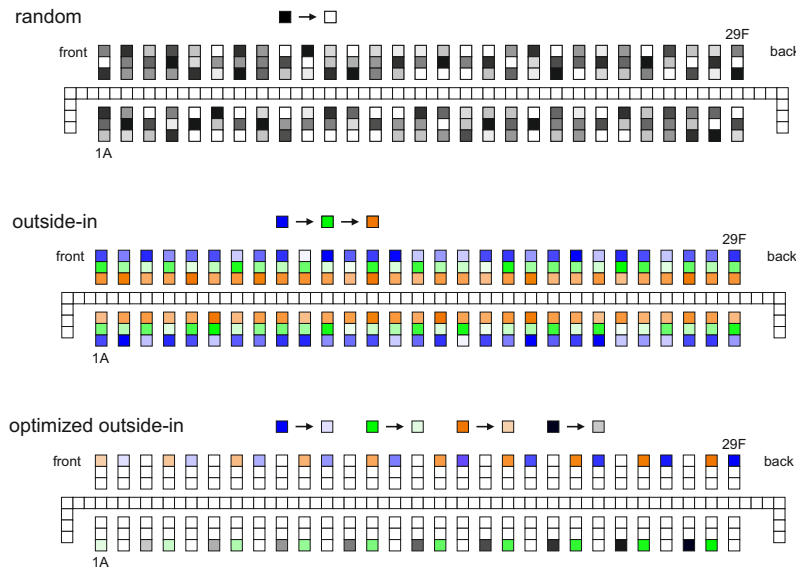 random
front
29F
back
1A
outside-in
front
29F
back
1A
optimized outside-in
front
29F
back
1A